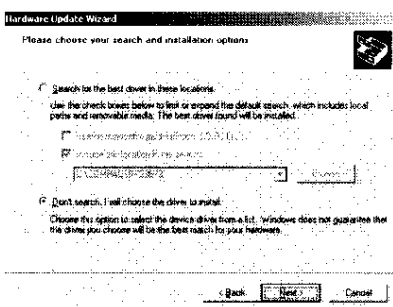 Hardware Update Wizard
Please choose your search and installation options
Search for the best driver in these locations.
Use the check boxes below to limit or expand the default search, which includes local
paths and removable media. The best driver found will be installed.
Don't search. I will choose the driver to install.
Choose this option to select the device driver from a list. Windows does not guarantee that
the driver you choose will be the best match for your hardware.
< Back
Next >
Cancel